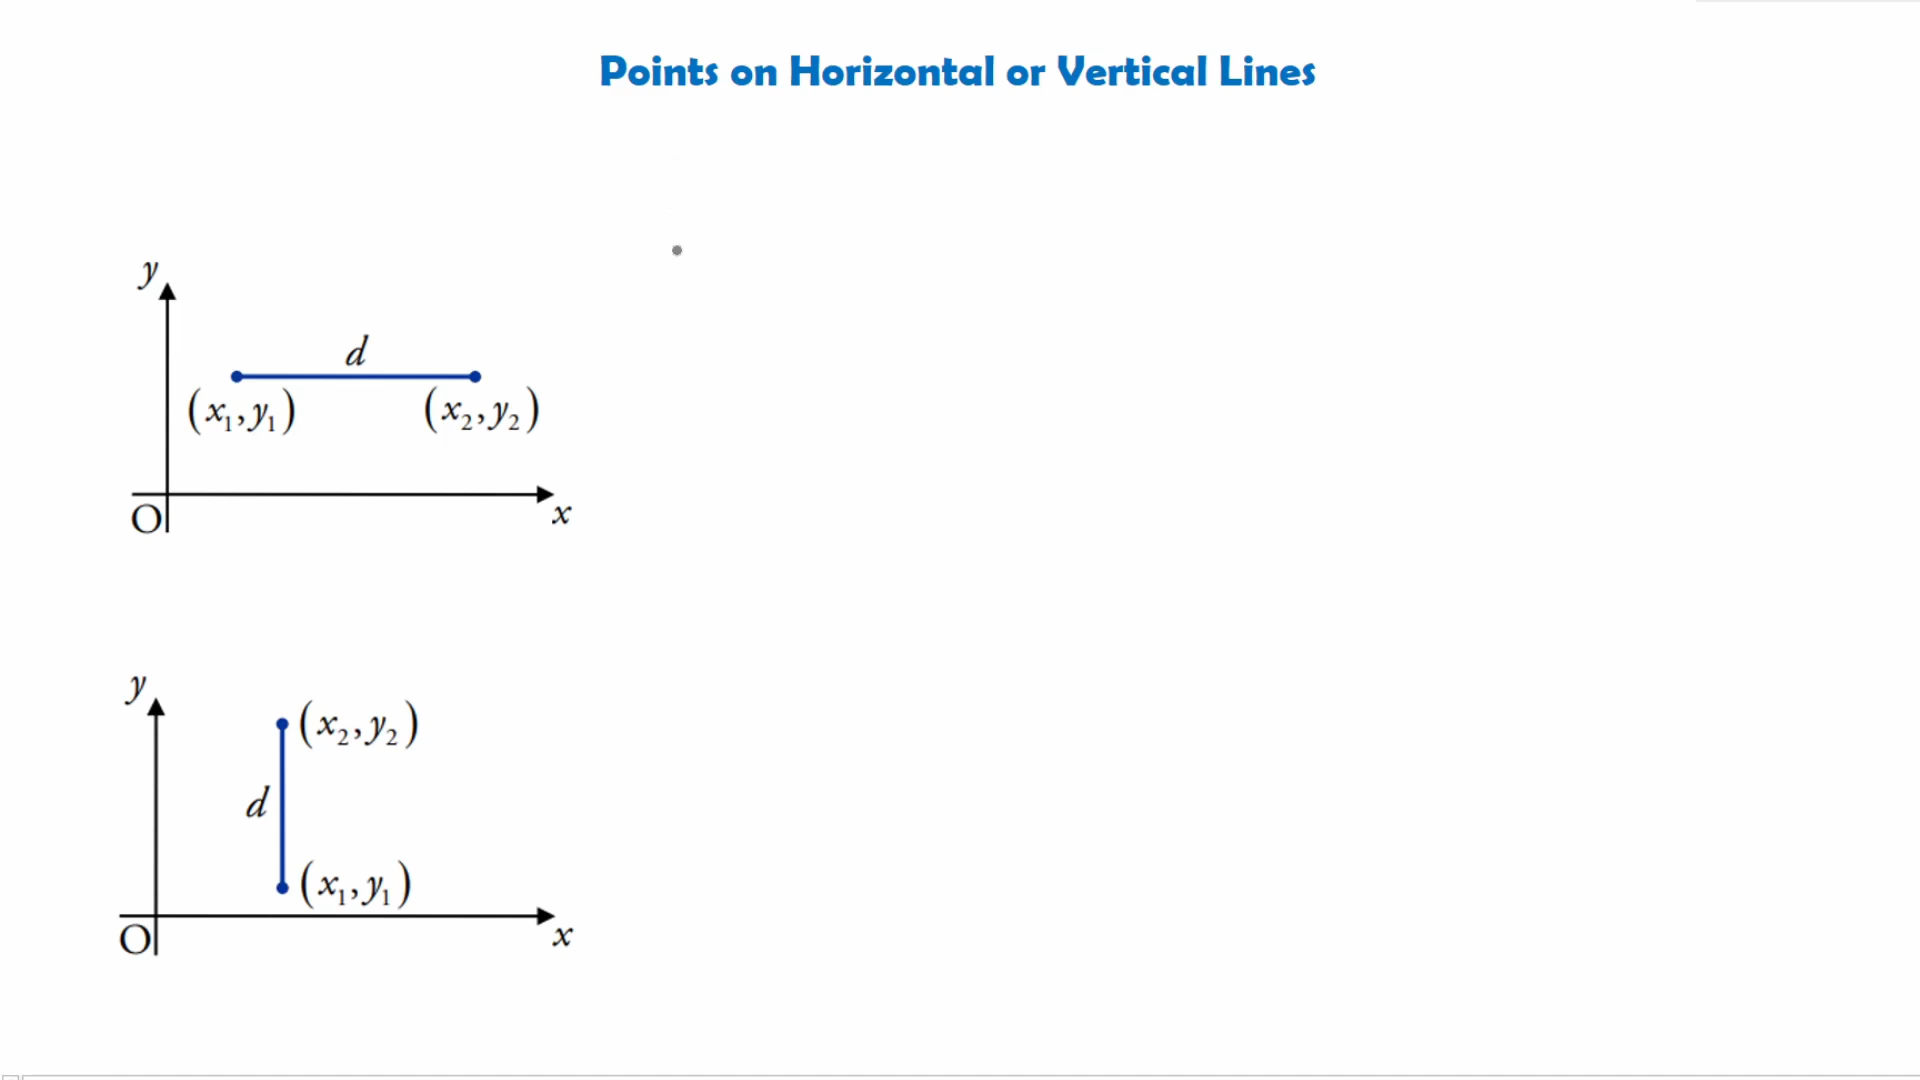 Points on Horizontal or Vertical Lines
y
d
(x₁, y₁) (x₂, y₂)
O x
y
(x₂, y₂)
d
(x₁, y₁)
O x